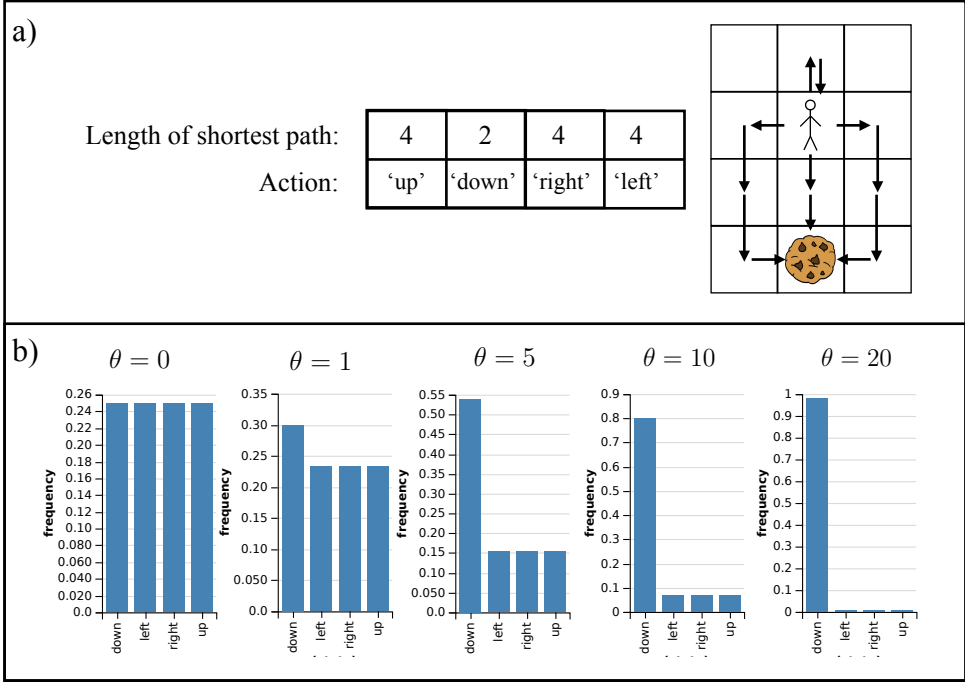 a)
Length of shortest path: 4 2 4 4
Action: ‘up’ ‘down’ ‘right’ ‘left’
b)
θ = 0
θ = 1
θ = 5
θ = 10
θ = 20
frequency
0.26
0.24
0.22
0.20
0.18
0.16
0.14
0.12
0.10
0.080
0.060
0.040
0.020
0.0
down
left
right
up
frequency
0.35
0.30
0.25
0.20
0.15
0.10
0.050
0.0
down
left
right
up
frequency
0.55
0.50
0.45
0.40
0.35
0.30
0.25
0.20
0.15
0.10
0.050
0.0
down
left
right
up
frequency
0.9
0.8
0.7
0.6
0.5
0.4
0.3
0.2
0.1
0
down
left
right
up
frequency
1
0.9
0.8
0.7
0.6
0.5
0.4
0.3
0.2
0.1
0
down
left
right
up